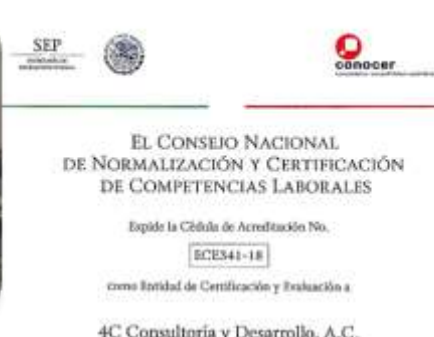 SEP
conocer
EL CONSEJO NACIONAL
DE NORMALIZACIÓN Y CERTIFICACIÓN
DE COMPETENCIAS LABORALES
Expide la Cédula de Acreditación No.
ECE341-18
como Entidad de Certificación y Evaluación a
4C Consultoría y Desarrollo, A.C.